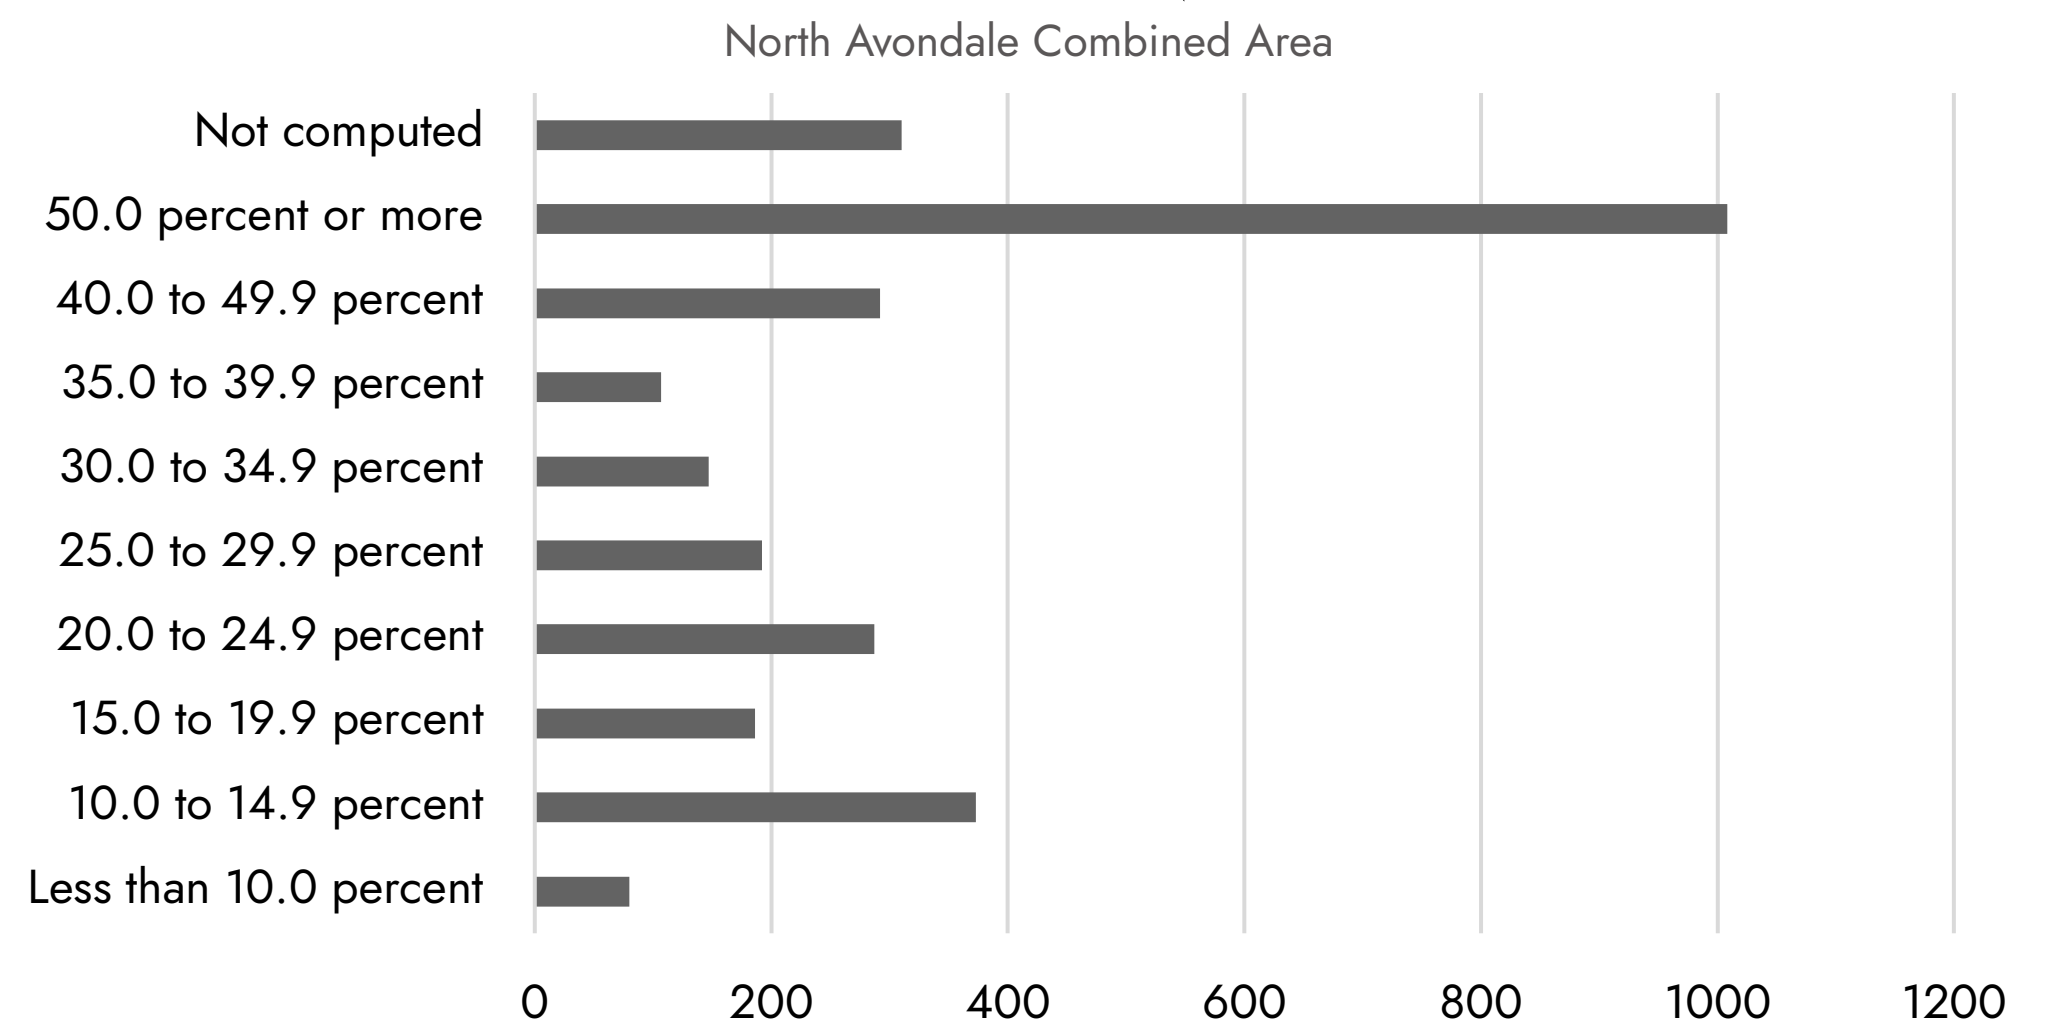 North Avondale Combined Area
Not computed
50.0 percent or more
40.0 to 49.9 percent
35.0 to 39.9 percent
30.0 to 34.9 percent
25.0 to 29.9 percent
20.0 to 24.9 percent
15.0 to 19.9 percent
10.0 to 14.9 percent
Less than 10.0 percent
0 200 400 600 800 1000 1200